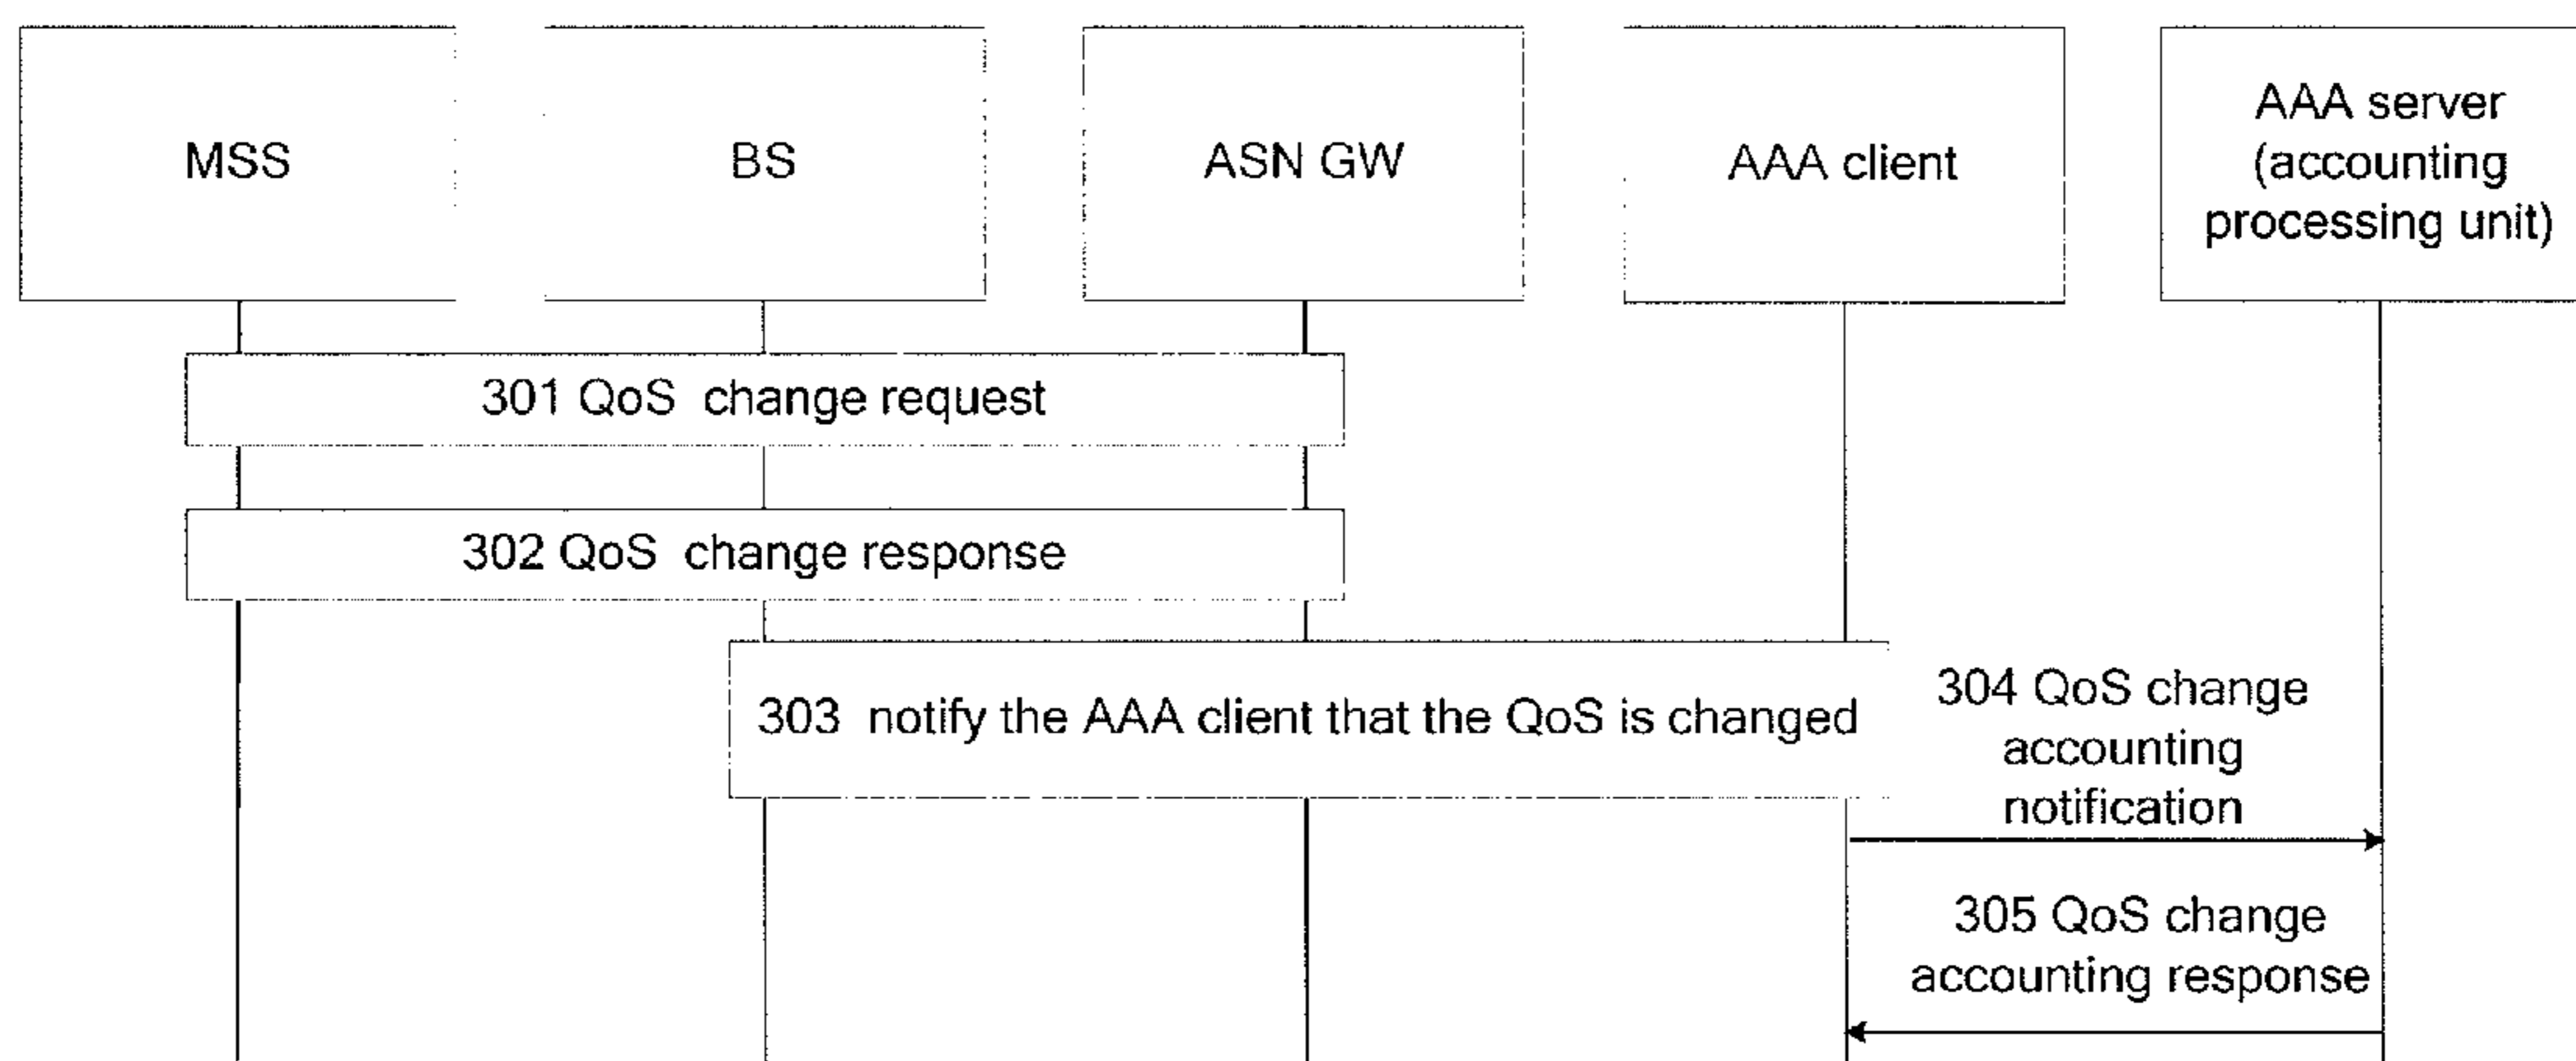 MSS
BS
ASN GW
AAA client
AAA server
(accounting
processing unit)
301 QoS change request
302 QoS change response
303 notify the AAA client that the QoS is changed
304 QoS change
accounting
notification
305 QoS change
accounting response